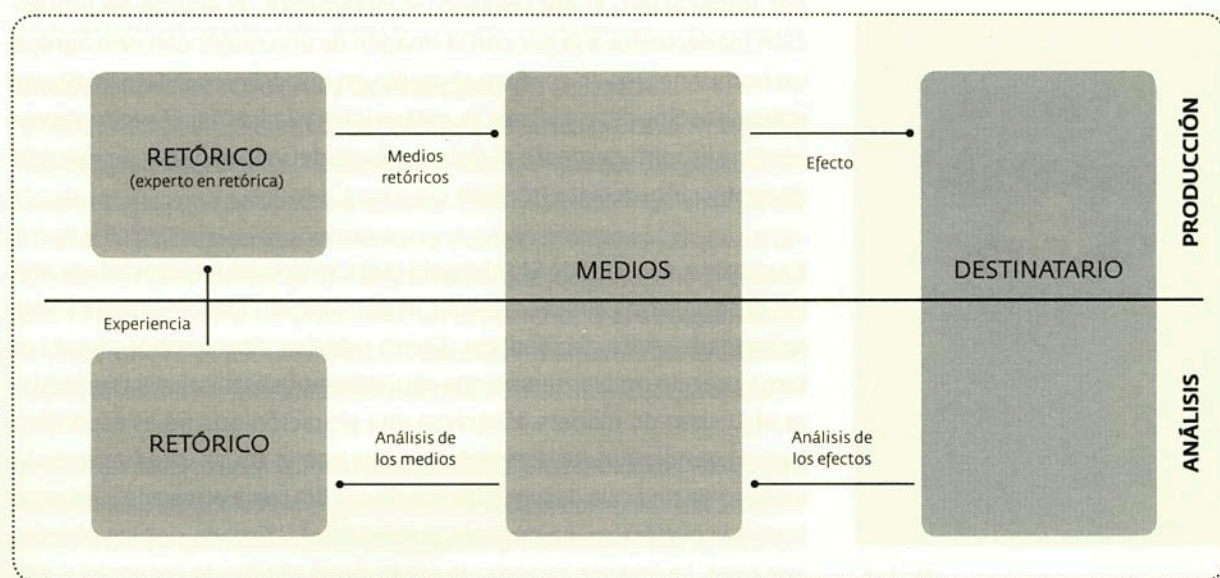 RETÓRICO
(experto en retórica)
Medios
retóricos
MEDIOS
Efecto
DESTINATARIO
PRODUCCIÓN
Experiencia
RETÓRICO
Análisis de
los medios
Análisis de
los efectos
ANÁLISIS